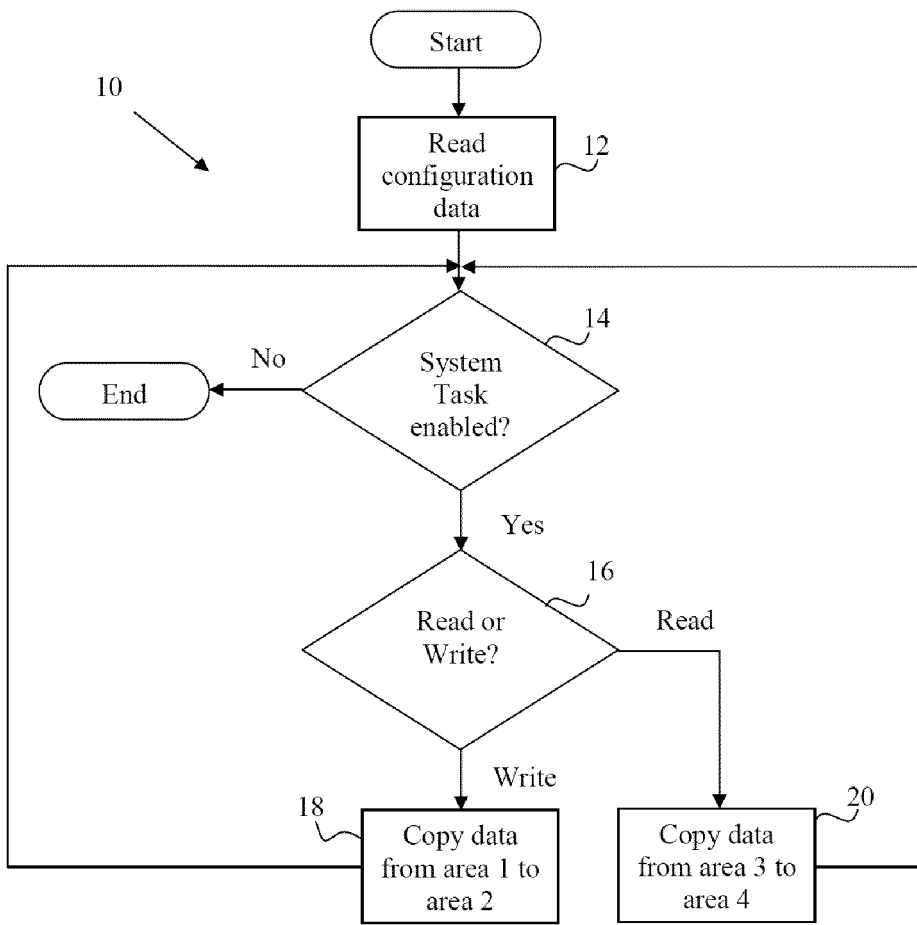 Start
10
Read
configuration
data
12
14
No
System
Task
enabled?
End
Yes
16
Read or
Write?
Read
Write
18
Copy data
from area 1 to
area 2
20
Copy data
from area 3 to
area 4